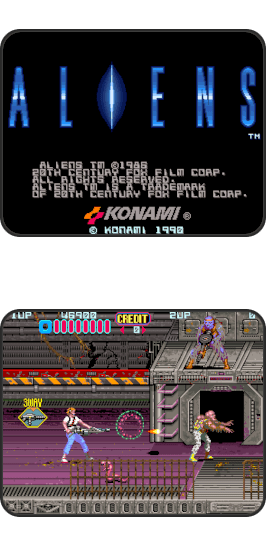 ALIENS
TM
ALIENS TM ©1986
20TH CENTURY FOX FILM CORP.
ALL RIGHTS RESERVED.
ALIENS TM IS A TRADEMARK
OF 20TH CENTURY FOX FILM CORP.
KONAMI ®
© KONAMI 1990
1UP 46900 CREDIT 2UP 0
0
3WAY